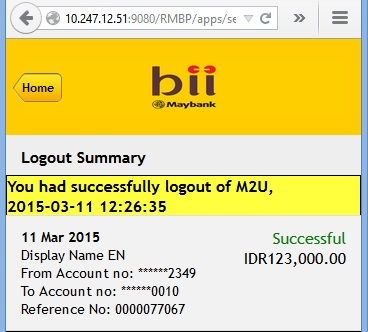 10.247.12.51:9080/RMBP/apps/se
Home
bii
Maybank
Logout Summary
You had successfully logout of M2U,
2015-03-11 12:26:35
11 Mar 2015
Successful
Display Name EN
IDR123,000.00
From Account no: ******2349
To Account no: ******0010
Reference No: 0000077067